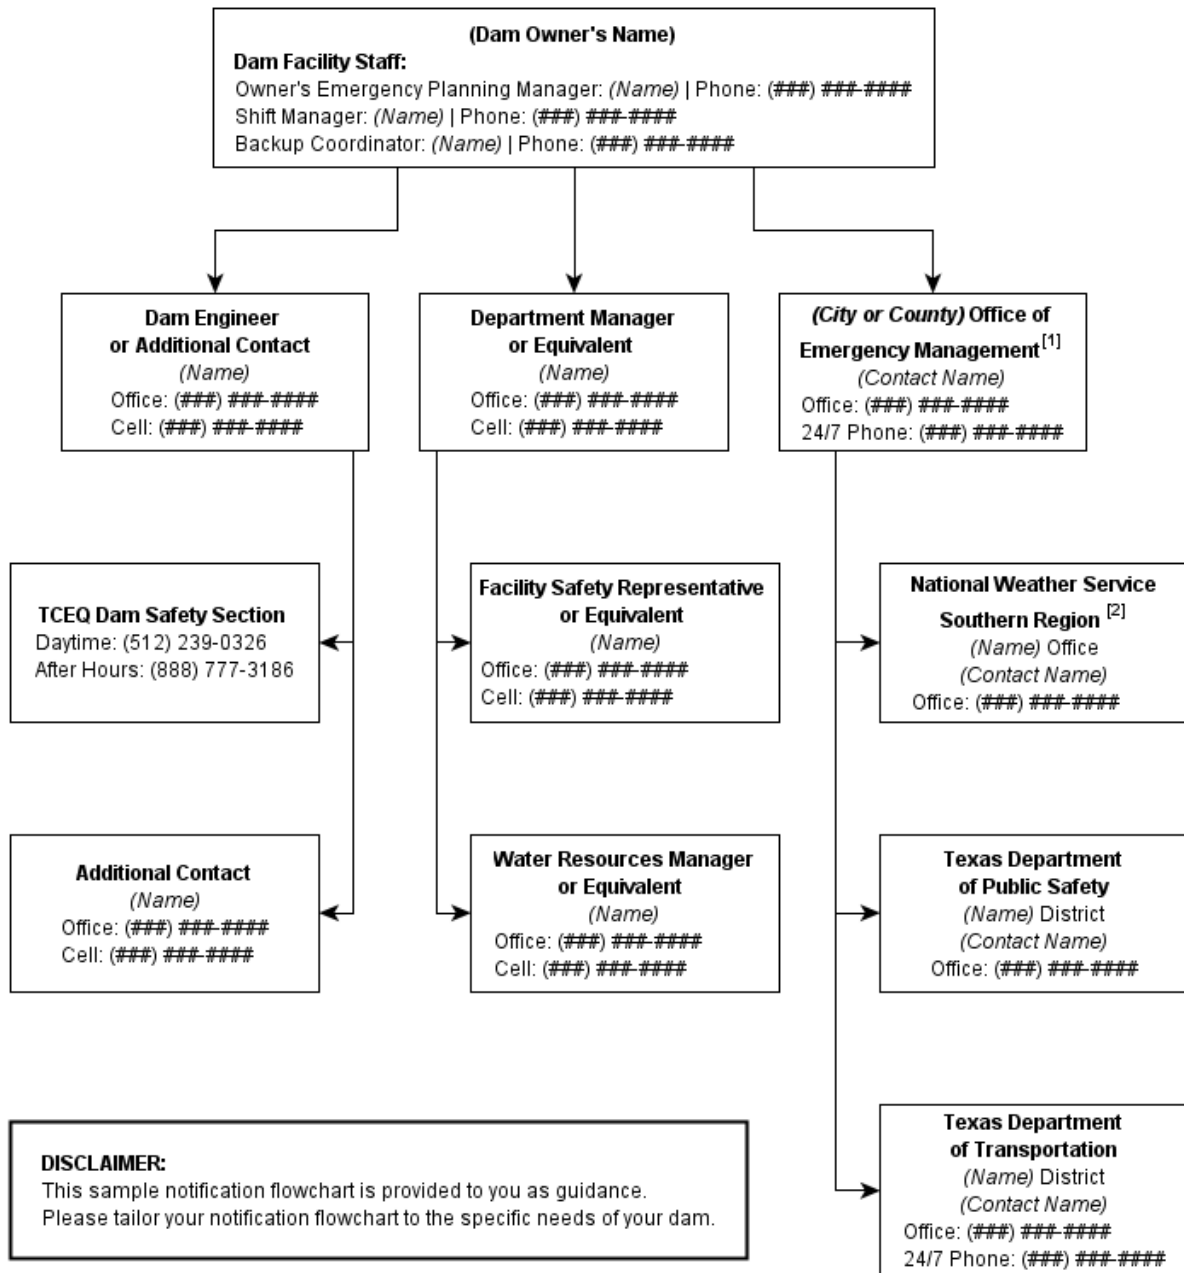 (Dam Owner's Name)
Dam Facility Staff:
Owner's Emergency Planning Manager: (Name) | Phone: (###) ###-####
Shift Manager: (Name) | Phone: (###) ###-####
Backup Coordinator: (Name) | Phone: (###) ###-####
Dam Engineer
or Additional Contact
(Name)
Office: (###) ###-####
Cell: (###) ###-####
Department Manager
or Equivalent
(Name)
Office: (###) ###-####
Cell: (###) ###-####
(City or County) Office of
Emergency Management[1]
(Contact Name)
Office: (###) ###-####
24/7 Phone: (###) ###-####
TCEQ Dam Safety Section
Daytime: (512) 239-0326
After Hours: (888) 777-3186
Facility Safety Representative
or Equivalent
(Name)
Office: (###) ###-####
Cell: (###) ###-####
National Weather Service
Southern Region [2]
(Name) Office
(Contact Name)
Office: (###) ###-####
Additional Contact
(Name)
Office: (###) ###-####
Cell: (###) ###-####
Water Resources Manager
or Equivalent
(Name)
Office: (###) ###-####
Cell: (###) ###-####
Texas Department
of Public Safety
(Name) District
(Contact Name)
Office: (###) ###-####
Texas Department
of Transportation
(Name) District
(Contact Name)
Office: (###) ###-####
24/7 Phone: (###) ###-####
DISCLAIMER:
This sample notification flowchart is provided to you as guidance.
Please tailor your notification flowchart to the specific needs of your dam.